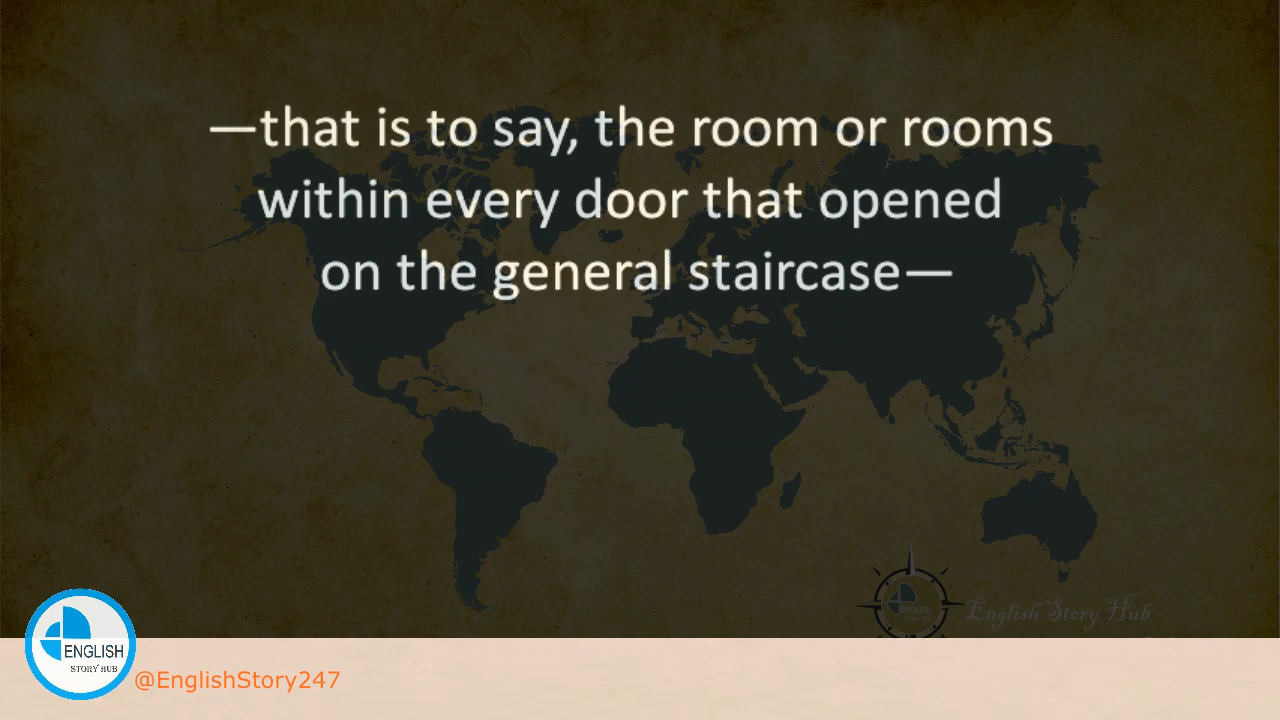 —that is to say, the room or rooms
within every door that opened
on the general staircase—
English Story Hub
ENGLISH
STORY HUB
@EnglishStory247